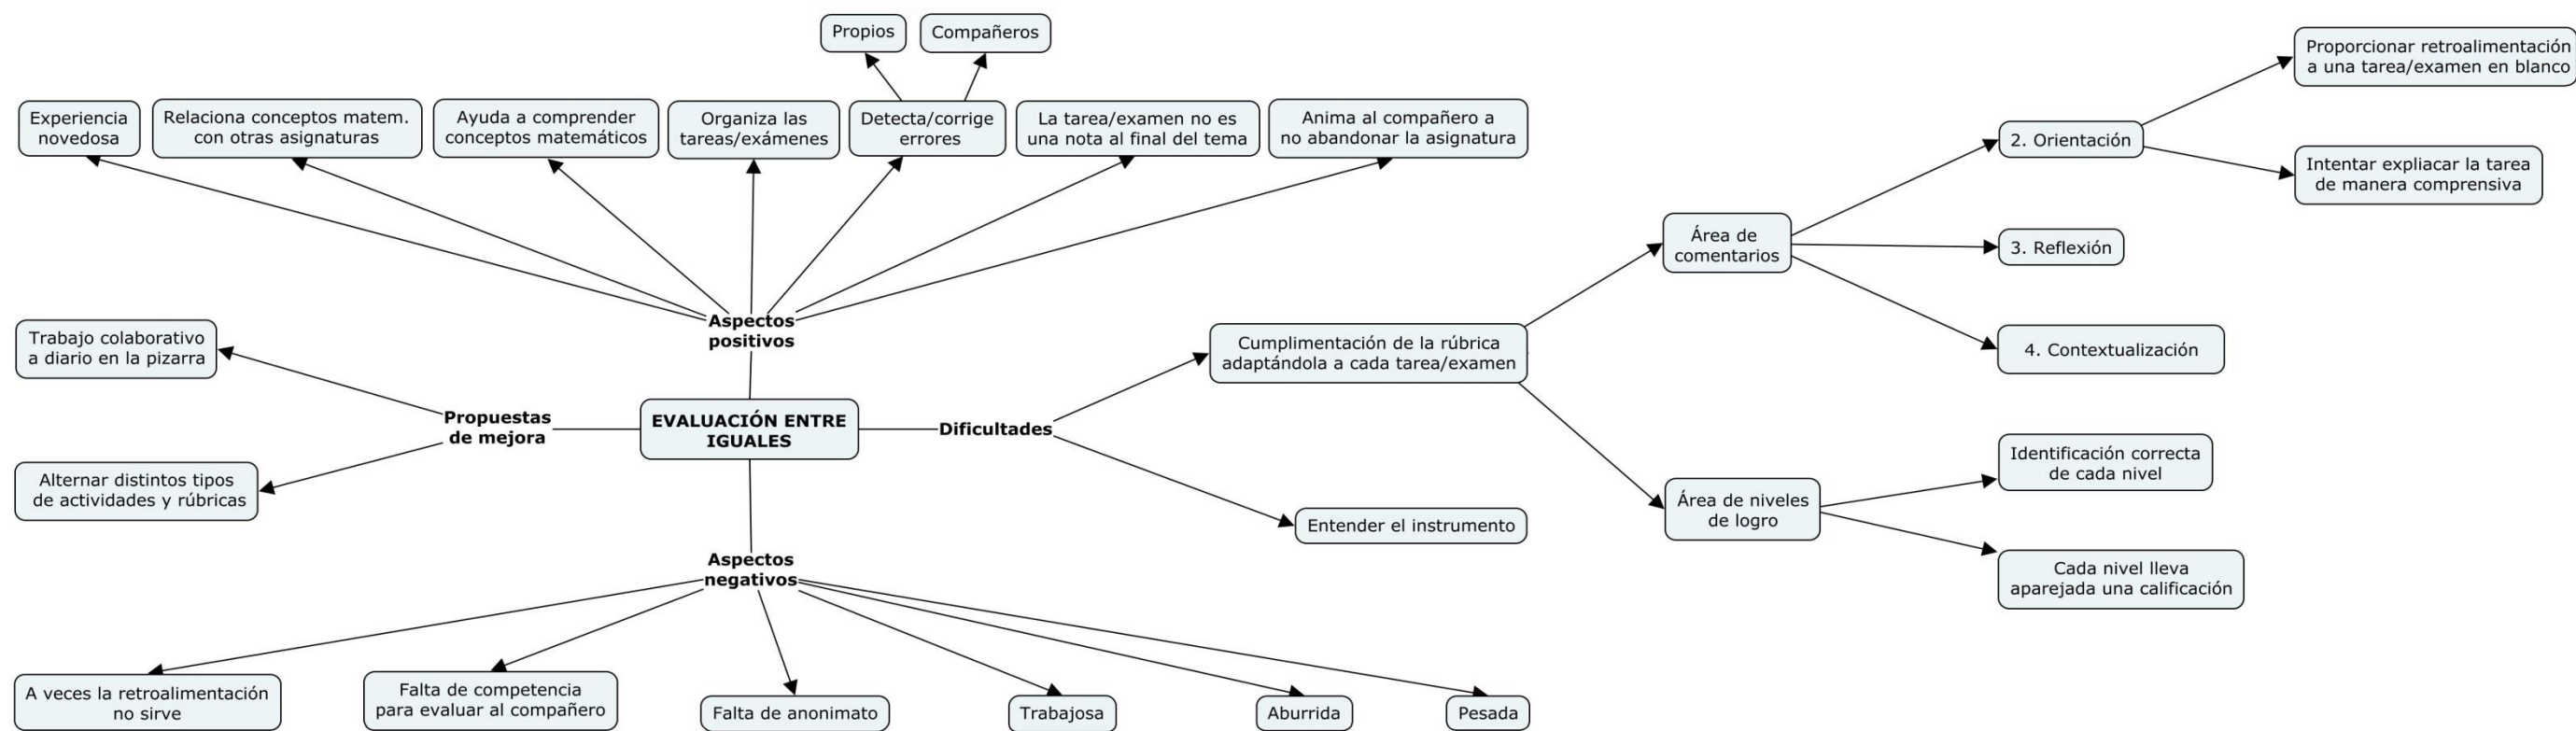 Propios
Compañeros
Proporcionar retroalimentación
a una tarea/examen en blanco
Experiencia
novedosa
Relaciona conceptos matem.
con otras asignaturas
Ayuda a comprender
conceptos matemáticos
Organiza las
tareas/exámenes
Detecta/corrige
errores
La tarea/examen no es
una nota al final del tema
Anima al compañero a
no abandonar la asignatura
2. Orientación
Intentar expliacar la tarea
de manera comprensiva
Área de
comentarios
3. Reflexión
4. Contextualización
Aspectos
positivos
Trabajo colaborativo
a diario en la pizarra
Cumplimentación de la rúbrica
adaptándola a cada tarea/examen
Propuestas
de mejora
EVALUACIÓN ENTRE
IGUALES
Dificultades
Alternar distintos tipos
de actividades y rúbricas
Entender el instrumento
Área de niveles
de logro
Identificación correcta
de cada nivel
Cada nivel lleva
aparejada una calificación
Aspectos
negativos
A veces la retroalimentación
no sirve
Falta de competencia
para evaluar al compañero
Falta de anonimato
Trabajosa
Aburrida
Pesada